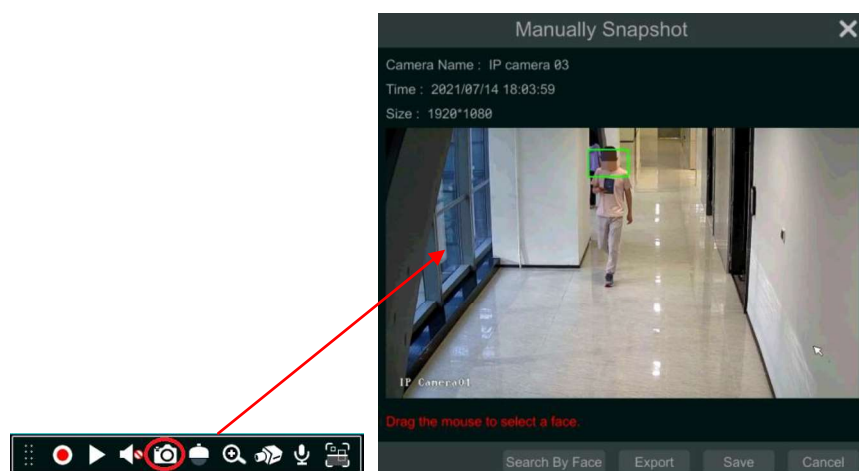 Manually Snapshot
Camera Name : IP camera 03
Time : 2021/07/14 18:03:59
Size : 1920*1080
IP Camera01
Drag the mouse to select a face.
Search By Face Export Save Cancel